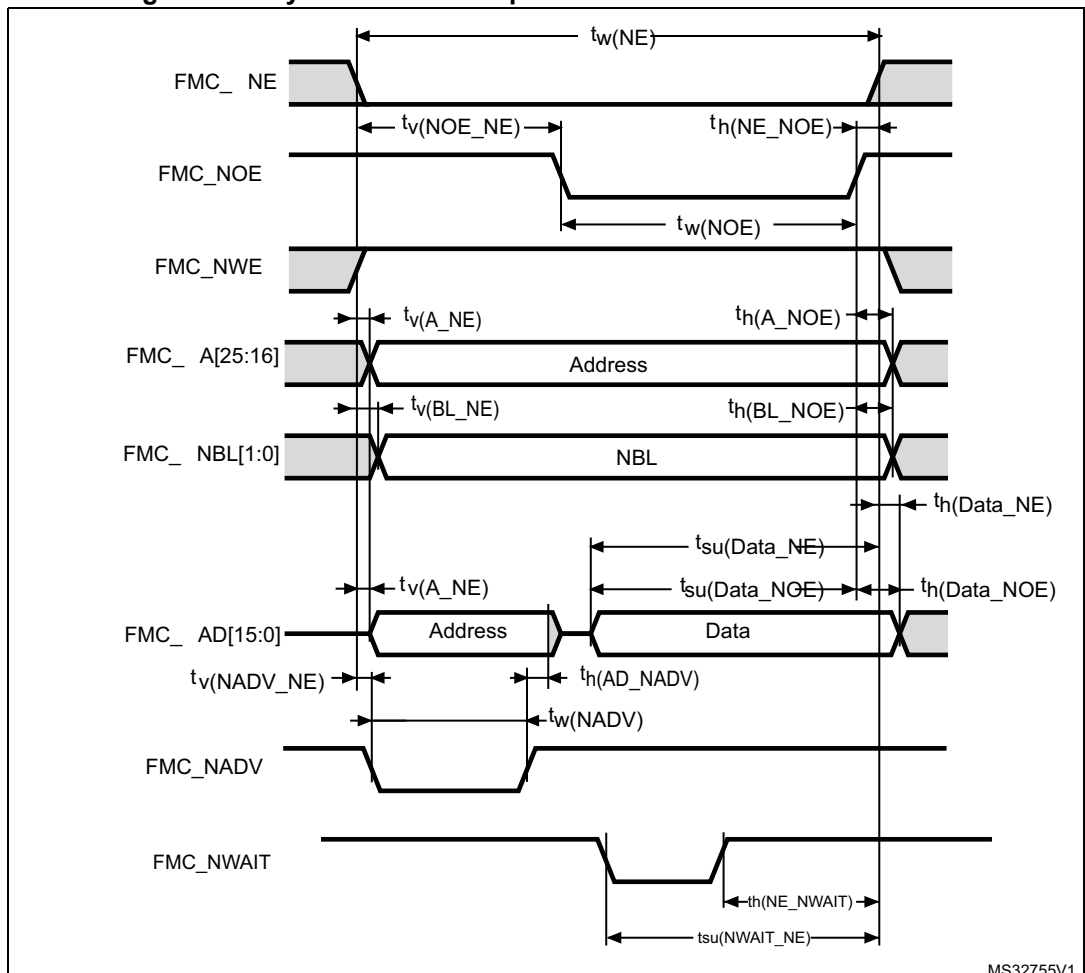 tw(NE)
FMC_ NE
tv(NOE_NE)
th(NE_NOE)
FMC_NOE
tw(NOE)
FMC_NWE
tv(A_NE)
th(A_NOE)
FMC_ A[25:16]
Address
tv(BL_NE)
th(BL_NOE)
FMC_ NBL[1:0]
NBL
th(Data_NE)
tsu(Data_NE)
tv(A_NE)
tsu(Data_NOE)
th(Data_NOE)
FMC_ AD[15:0]
Address
Data
tv(NADV_NE)
th(AD_NADV)
tw(NADV)
FMC_NADV
FMC_NWAIT
th(NE_NWAIT)
tsu(NWAIT_NE)
MS32755V1